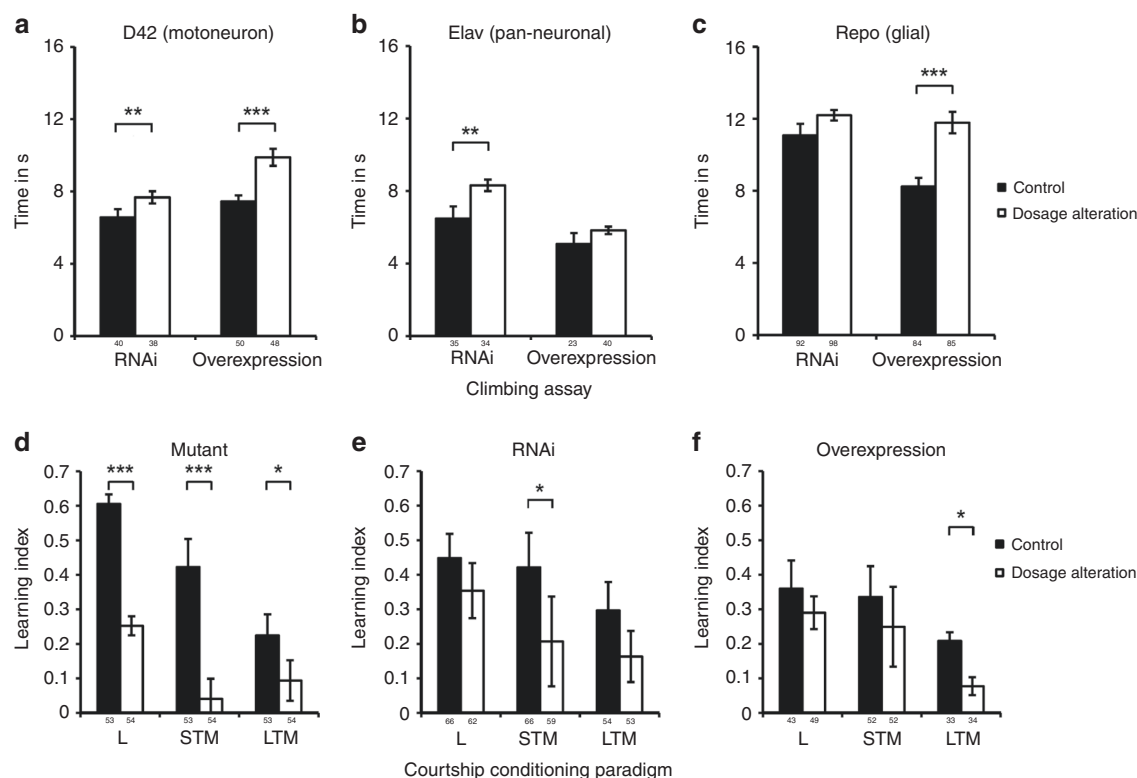 a
D42 (motoneuron)
16
12
8
4
0
Time in s
**
***
40 38 50 48
RNAi Overexpression
b
Elav (pan-neuronal)
16
12
8
4
0
Time in s
**
35 34 23 40
RNAi Overexpression
Climbing assay
c
Repo (glial)
16
12
8
4
0
Time in s
***
92 98 84 85
RNAi Overexpression
Control
Dosage alteration
d
Mutant
0.7
0.6
0.5
0.4
0.3
0.2
0.1
0
Learning index
***
***
*
53 54 53 54 53 54
L STM LTM
e
RNAi
0.7
0.6
0.5
0.4
0.3
0.2
0.1
0
Learning index
*
66 62 66 59 54 53
L STM LTM
Courtship conditioning paradigm
f
Overexpression
0.7
0.6
0.5
0.4
0.3
0.2
0.1
0
Learning index
*
43 49 52 52 33 34
L STM LTM
Control
Dosage alteration